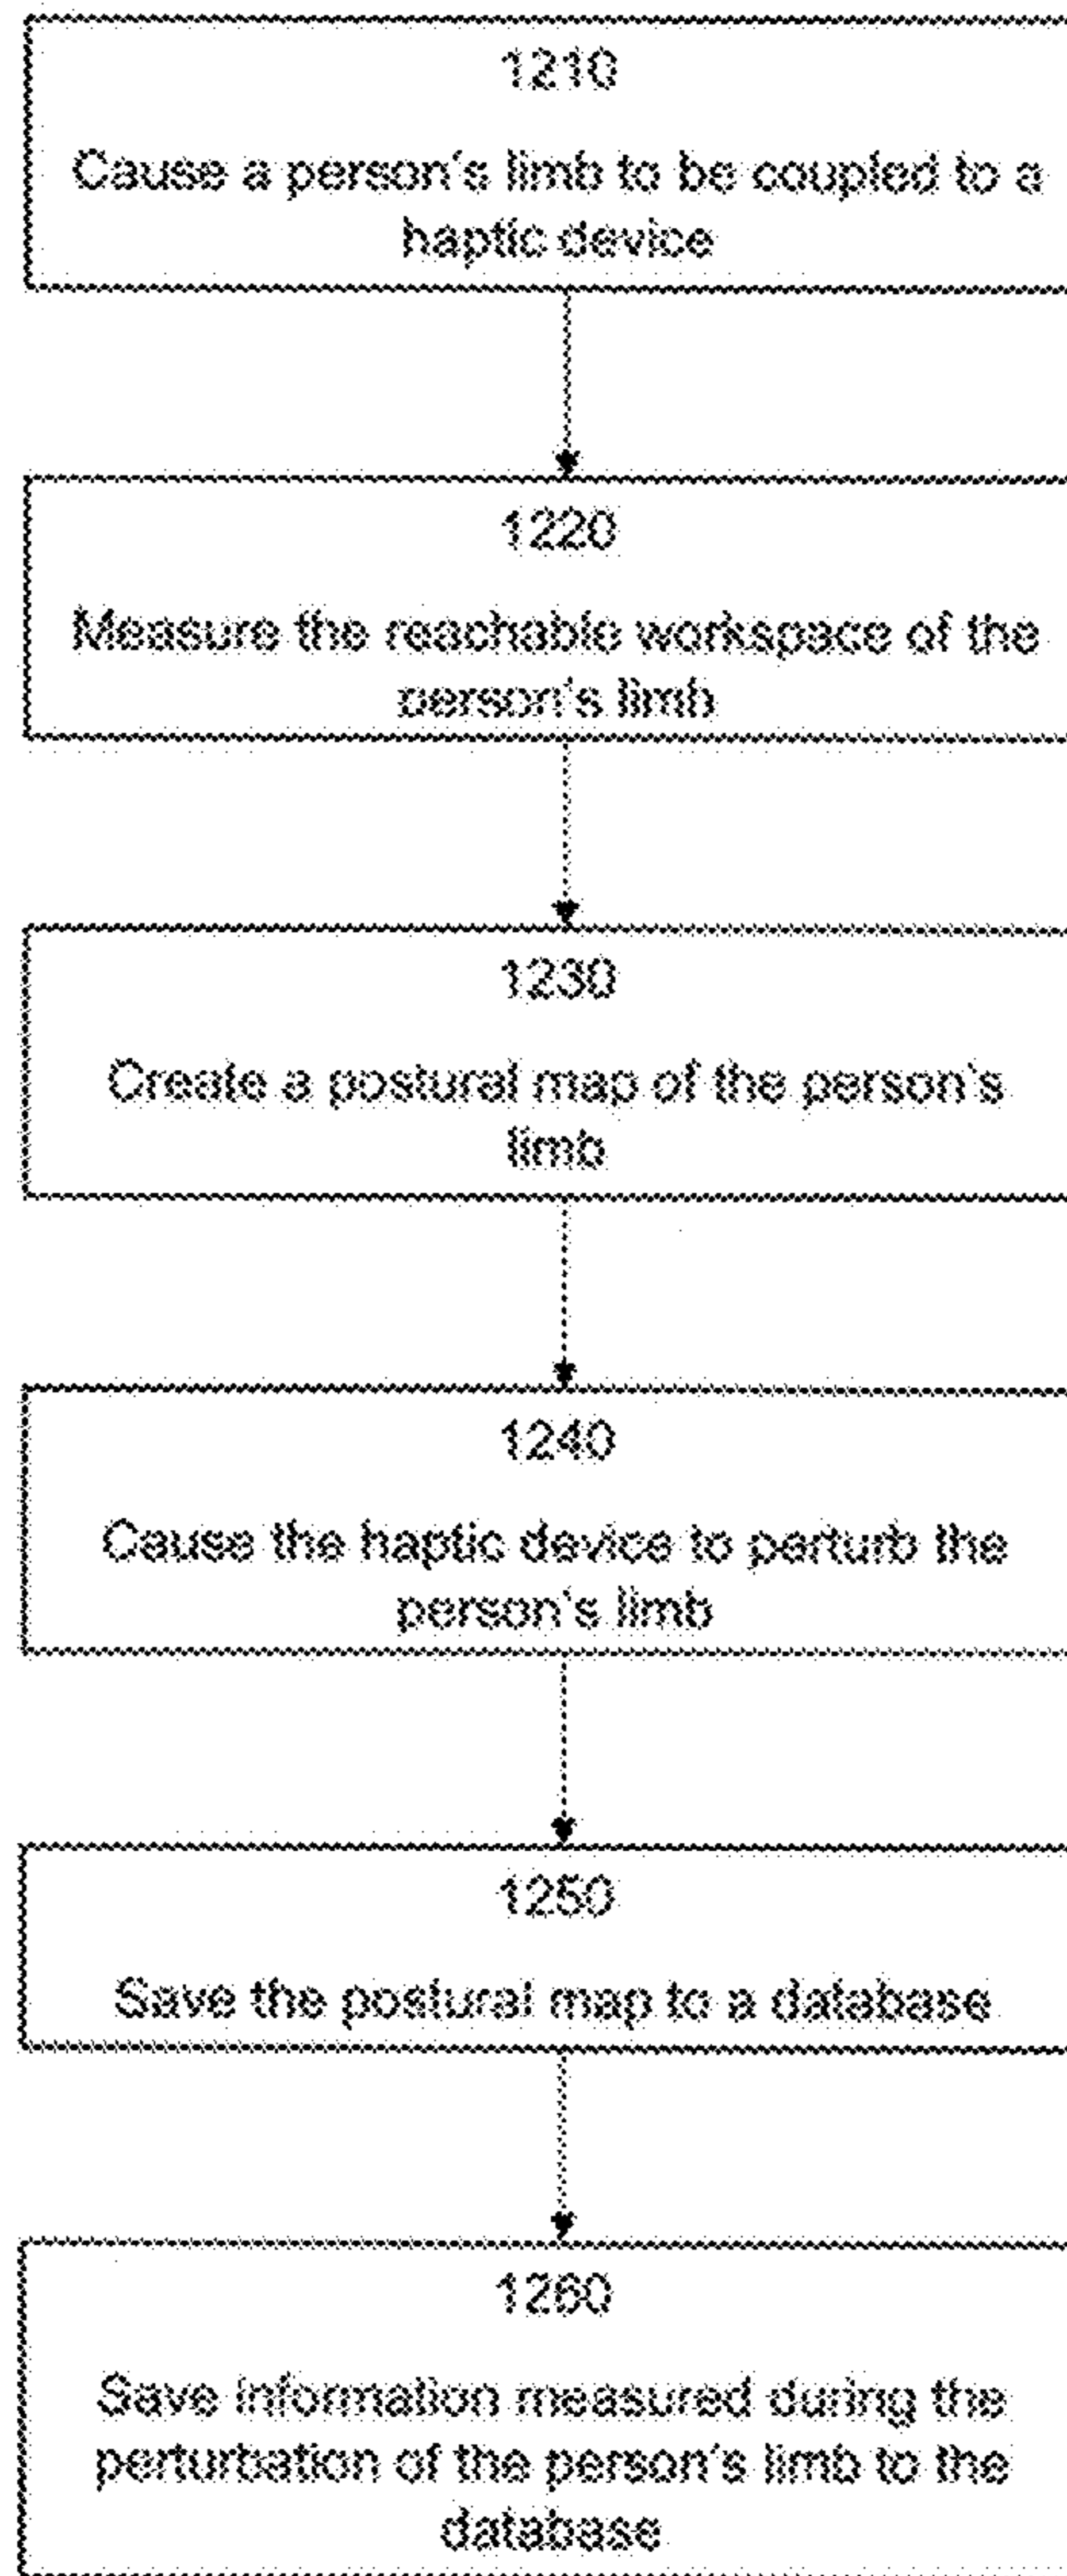 1210
Cause a person's limb to be coupled to a
haptic device
1220
Measure the reachable workspace of the
person's limb
1230
Create a postural map of the person's
limb
1240
Cause the haptic device to perturb the
person's limb
1250
Save the postural map to a database
1260
Save information measured during the
perturbation of the person's limb to the
database